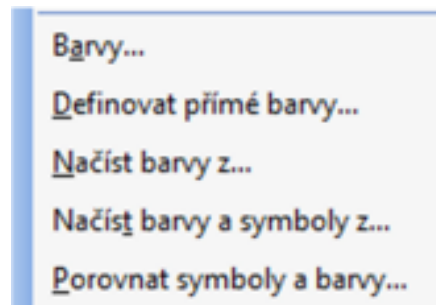 Barvy...
Definovat přímé barvy...
Načíst barvy z...
Načíst barvy a symboly z...
Porovnat symboly a barvy...